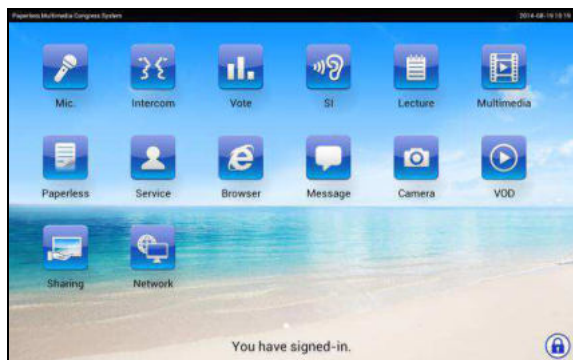 Paperless Multimedia Congress System 2014-08-19 10:19
Mic. Intercom Vote SI Lecture Multimedia
Paperless Service Browser Message Camera VOD
Sharing Network
You have signed-in.